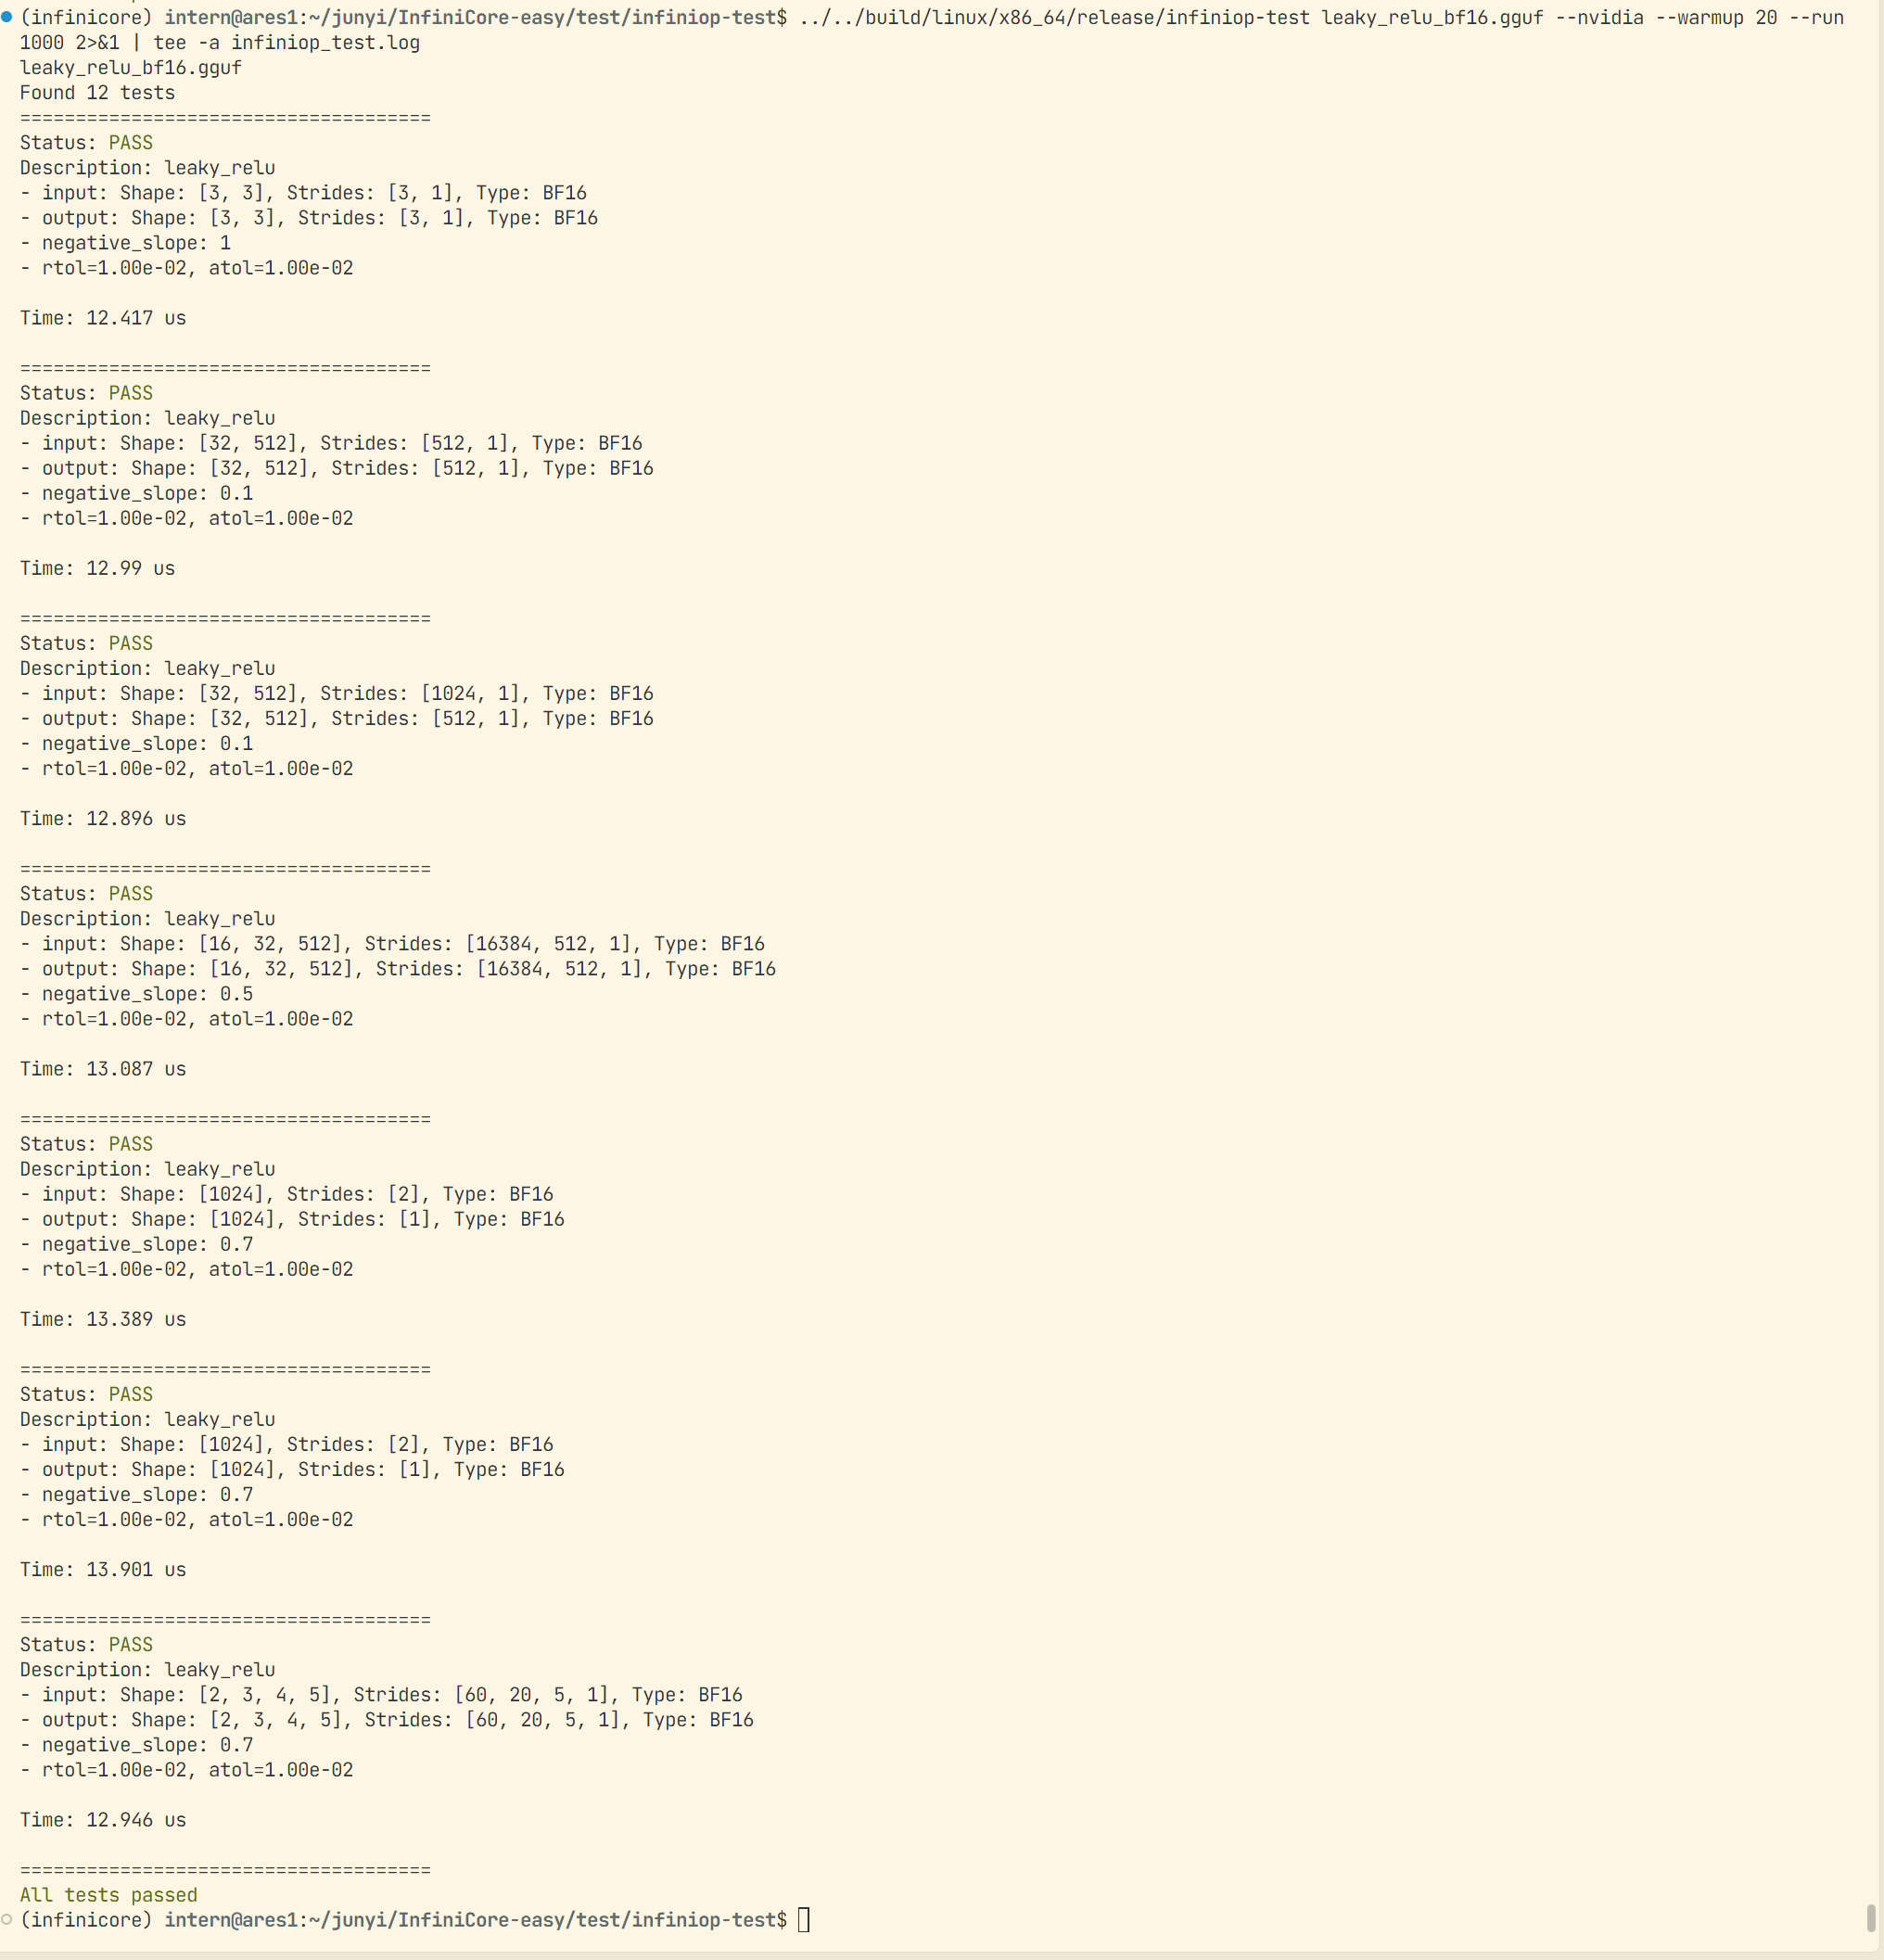 (infinicore) intern@ares1:~/junyi/InfiniCore-easy/test/infiniop-test$ ../../build/linux/x86_64/release/infiniop-test leaky_relu_bf16.gguf --nvidia --warmup 20 --run
1000 2>&1 | tee -a infiniop_test.log
leaky_relu_bf16.gguf
Found 12 tests
=====================================
Status: PASS
Description: leaky_relu
- input: Shape: [3, 3], Strides: [3, 1], Type: BF16
- output: Shape: [3, 3], Strides: [3, 1], Type: BF16
- negative_slope: 1
- rtol=1.00e-02, atol=1.00e-02
Time: 12.417 us
=====================================
Status: PASS
Description: leaky_relu
- input: Shape: [32, 512], Strides: [512, 1], Type: BF16
- output: Shape: [32, 512], Strides: [512, 1], Type: BF16
- negative_slope: 0.1
- rtol=1.00e-02, atol=1.00e-02
Time: 12.99 us
=====================================
Status: PASS
Description: leaky_relu
- input: Shape: [32, 512], Strides: [1024, 1], Type: BF16
- output: Shape: [32, 512], Strides: [512, 1], Type: BF16
- negative_slope: 0.1
- rtol=1.00e-02, atol=1.00e-02
Time: 12.896 us
=====================================
Status: PASS
Description: leaky_relu
- input: Shape: [16, 32, 512], Strides: [16384, 512, 1], Type: BF16
- output: Shape: [16, 32, 512], Strides: [16384, 512, 1], Type: BF16
- negative_slope: 0.5
- rtol=1.00e-02, atol=1.00e-02
Time: 13.087 us
=====================================
Status: PASS
Description: leaky_relu
- input: Shape: [1024], Strides: [2], Type: BF16
- output: Shape: [1024], Strides: [1], Type: BF16
- negative_slope: 0.7
- rtol=1.00e-02, atol=1.00e-02
Time: 13.389 us
=====================================
Status: PASS
Description: leaky_relu
- input: Shape: [1024], Strides: [2], Type: BF16
- output: Shape: [1024], Strides: [1], Type: BF16
- negative_slope: 0.7
- rtol=1.00e-02, atol=1.00e-02
Time: 13.901 us
=====================================
Status: PASS
Description: leaky_relu
- input: Shape: [2, 3, 4, 5], Strides: [60, 20, 5, 1], Type: BF16
- output: Shape: [2, 3, 4, 5], Strides: [60, 20, 5, 1], Type: BF16
- negative_slope: 0.7
- rtol=1.00e-02, atol=1.00e-02
Time: 12.946 us
=====================================
All tests passed
(infinicore) intern@ares1:~/junyi/InfiniCore-easy/test/infiniop-test$